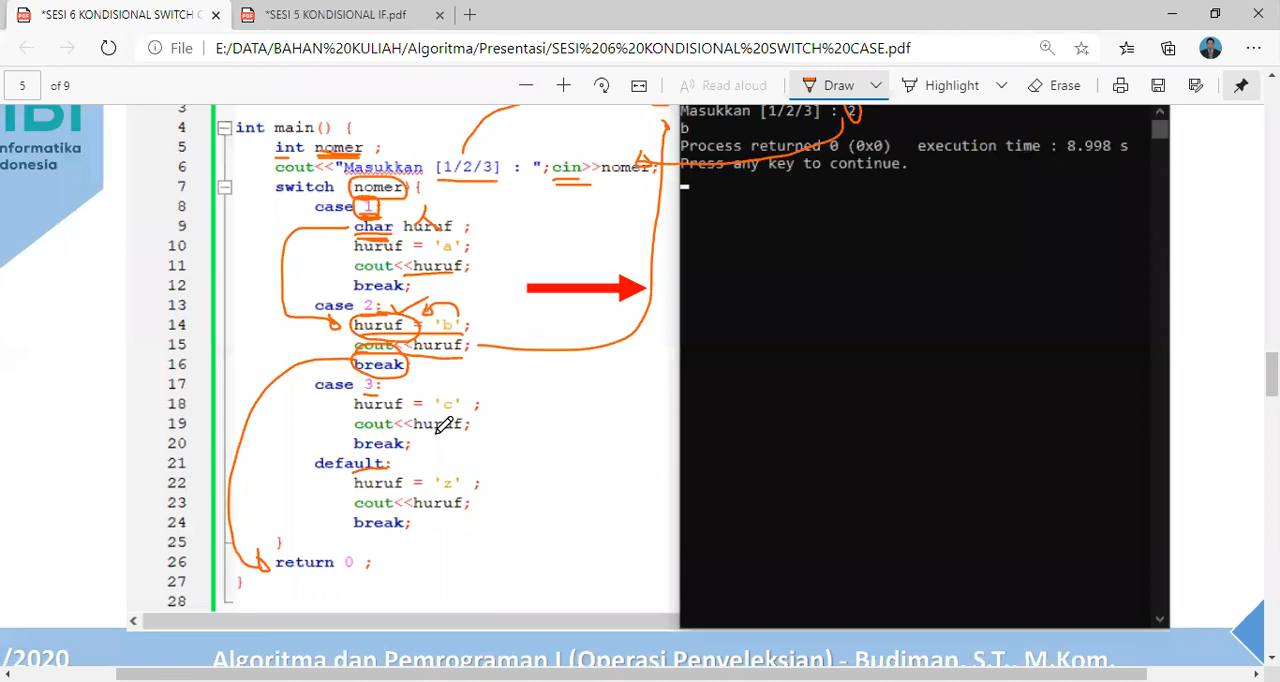 *SESI 6 KONDISIONAL SWITCH C
*SESI 5 KONDISIONAL IF.pdf
File
E:/DATA/BAHAN%20KULIAH/Algoritma/Presentasi/SESI%206%20KONDISIONAL%20SWITCH%20CASE.pdf
5 of 9
Read aloud
Draw
Highlight
Erase
IBI
nformatika
donesia
3
4 int main() {
5 int nomer ;
6 cout<<"Masukkan [1/2/3] : ";cin>>nomer;
7 switch (nomer){
8 case 1
9 char huruf ;
10 huruf = 'a';
11 cout<<huruf;
12 break;
13 case 2:
14 huruf = 'b';
15 cout<<huruf;
16 break
17 case 3:
18 huruf = 'c' ;
19 cout<<huruf;
20 break;
21 default:
22 huruf = 'z' ;
23 cout<<huruf;
24 break;
25 }
26 return 0 ;
27 }
28
Masukkan [1/2/3] : 2
b
Process returned 0 (0x0) execution time : 8.998 s
Press any key to continue.
/2020
Algoritma dan Pemrograman I (Operasi Penyeleksian) - Budiman, S.T., M.Kom.